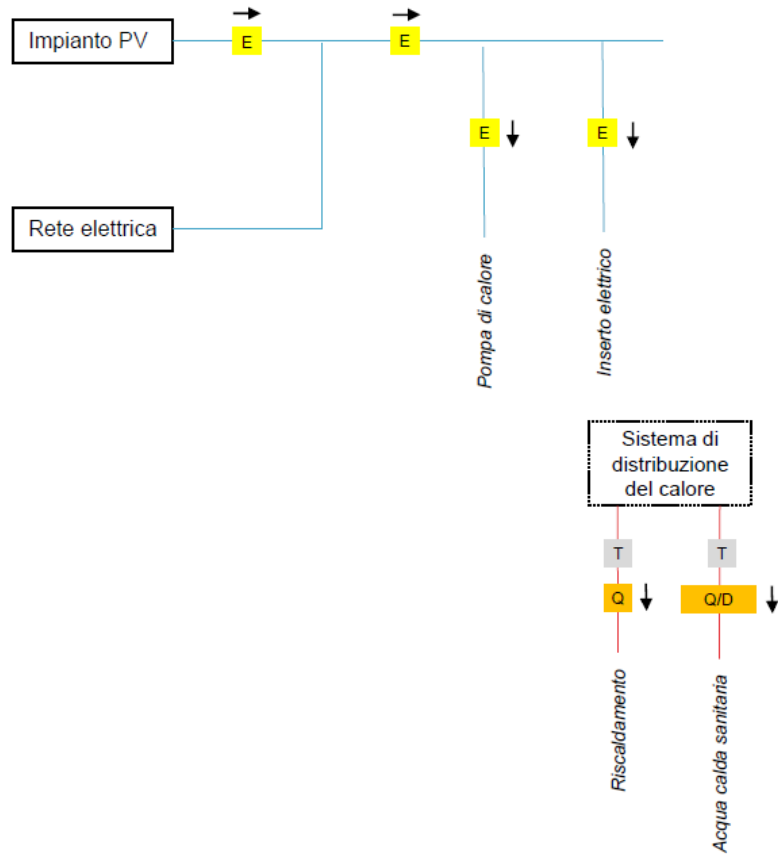 Impianto PV
E
E
E
E
Rete elettrica
Pompa di calore
Inserto elettrico
Sistema di
distribuzione
del calore
T
T
Q
Q/D
Riscaldamento
Acqua calda sanitaria